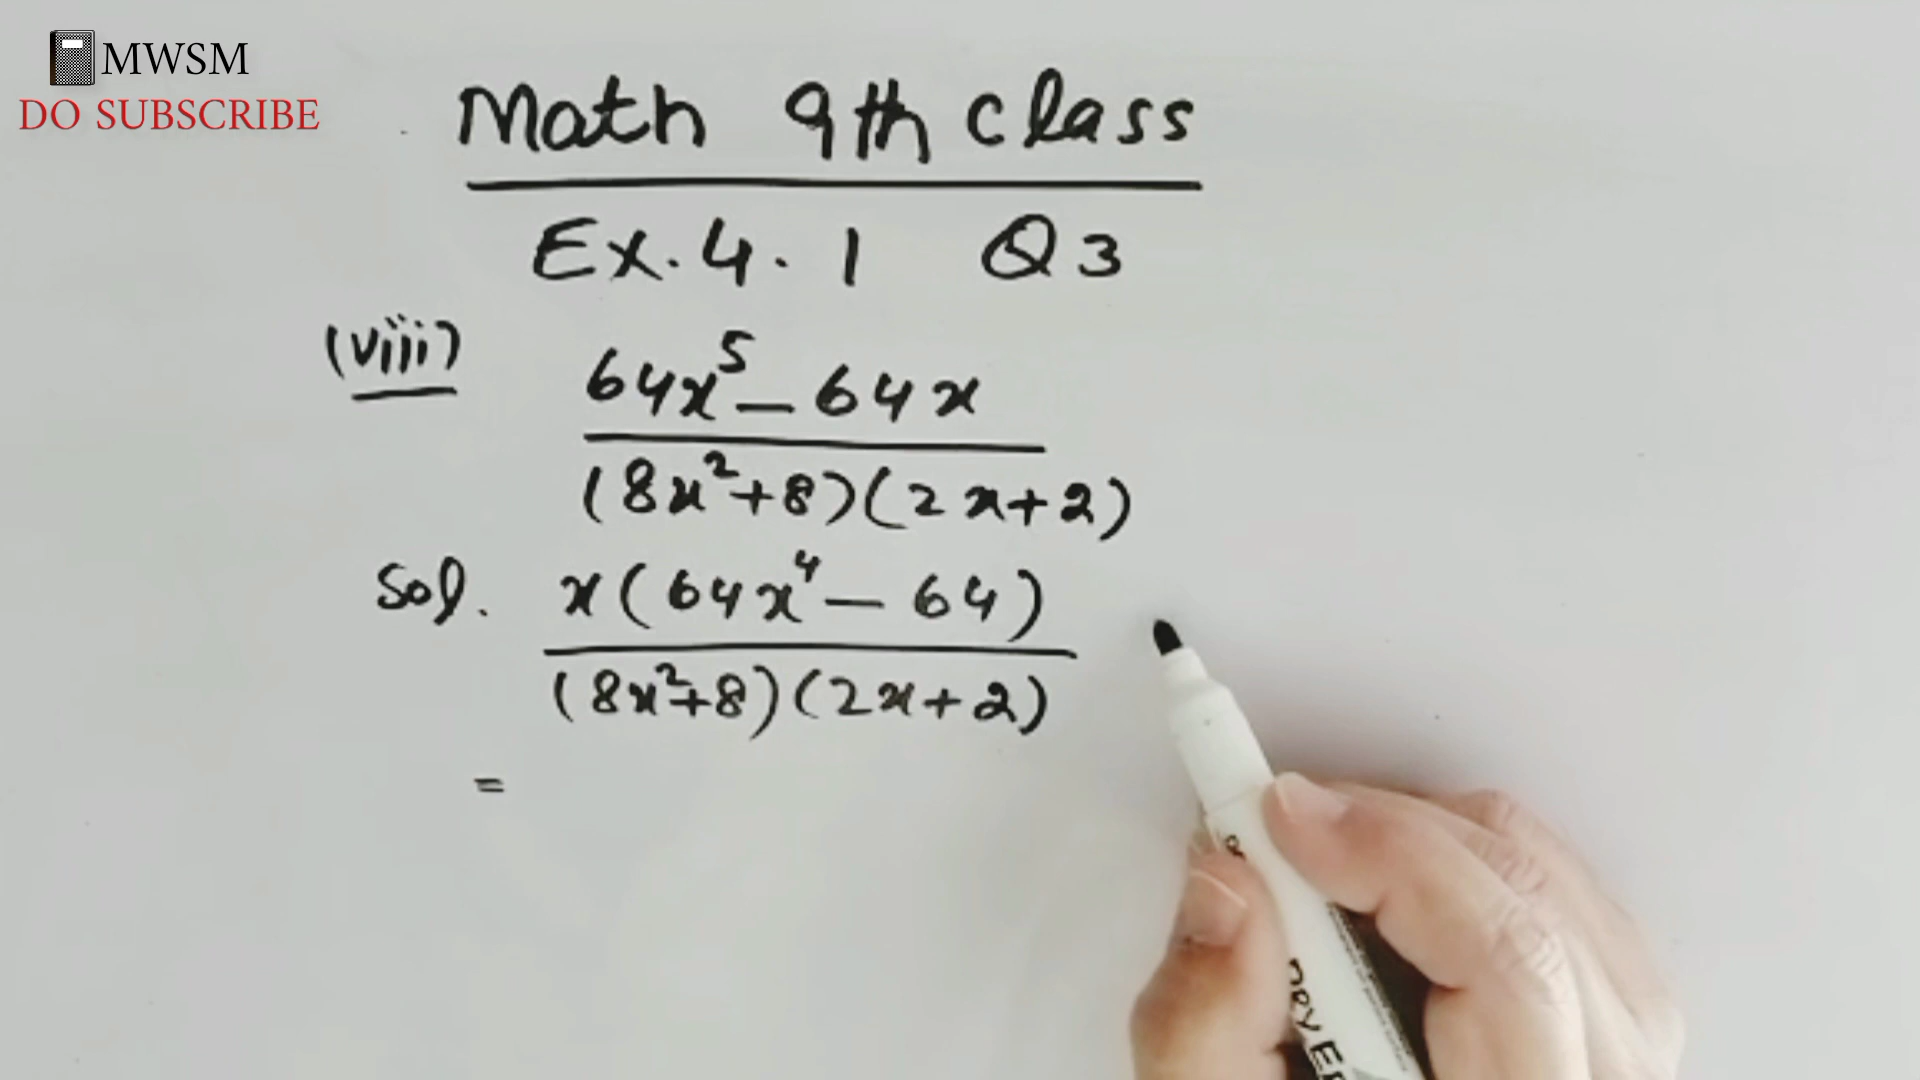 MWSM
DO SUBSCRIBE
Math 9th class
Ex.4.1 Q3
(viii) 64x⁵ - 64x
(8x²+8)(2x+2)
Sol. x(64x⁴ - 64)
(8x²+8)(2x+2)
=
DRY